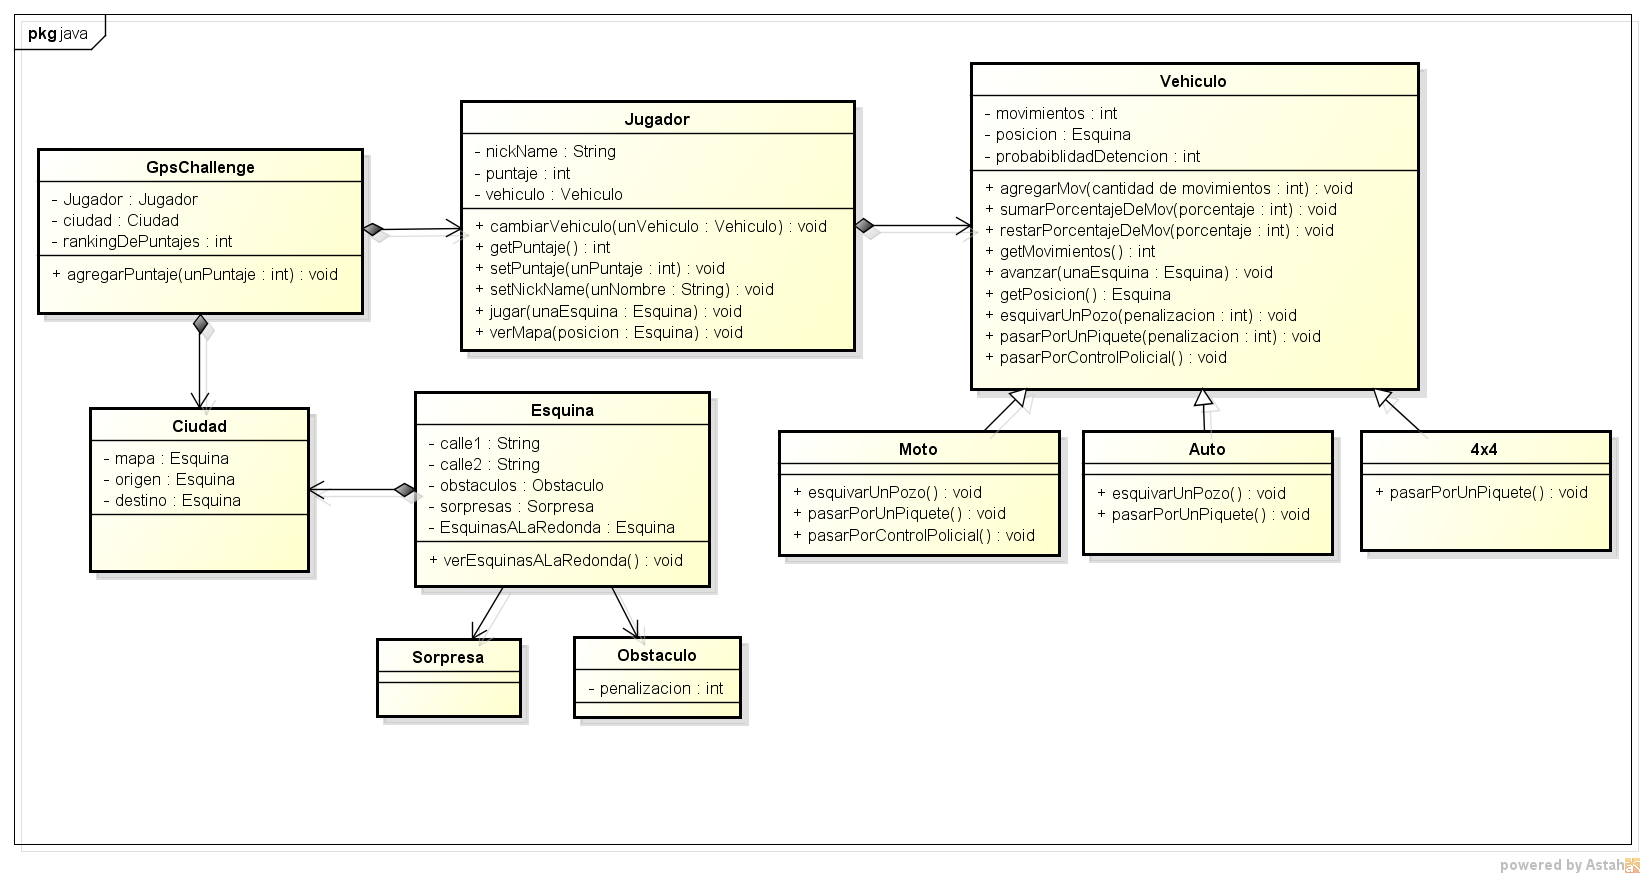 pkg java
GpsChallenge
- Jugador : Jugador
- ciudad : Ciudad
- rankingDePuntajes : int
+ agregarPuntaje(unPuntaje : int) : void
Jugador
- nickName : String
- puntaje : int
- vehiculo : Vehiculo
+ cambiarVehiculo(unVehiculo : Vehiculo) : void
+ getPuntaje() : int
+ setPuntaje(unPuntaje : int) : void
+ setNickName(unNombre : String) : void
+ jugar(unaEsquina : Esquina) : void
+ verMapa(posicion : Esquina) : void
Vehiculo
- movimientos : int
- posicion : Esquina
- probabiblidadDetencion : int
+ agregarMov(cantidad de movimientos : int) : void
+ sumarPorcentajeDeMov(porcentaje : int) : void
+ restarPorcentajeDeMov(porcentaje : int) : void
+ getMovimientos() : int
+ avanzar(unaEsquina : Esquina) : void
+ getPosicion() : Esquina
+ esquivarUnPozo(penalizacion : int) : void
+ pasarPorUnPiquete(penalizacion : int) : void
+ pasarPorControlPolicial() : void
Ciudad
- mapa : Esquina
- origen : Esquina
- destino : Esquina
Esquina
- calle1 : String
- calle2 : String
- obstaculos : Obstaculo
- sorpresas : Sorpresa
- EsquinasALaRedonda : Esquina
+ verEsquinasALaRedonda() : void
Moto
+ esquivarUnPozo() : void
+ pasarPorUnPiquete() : void
+ pasarPorControlPolicial() : void
Auto
+ esquivarUnPozo() : void
+ pasarPorUnPiquete() : void
4x4
+ pasarPorUnPiquete() : void
Sorpresa
Obstaculo
- penalizacion : int
powered by Astah